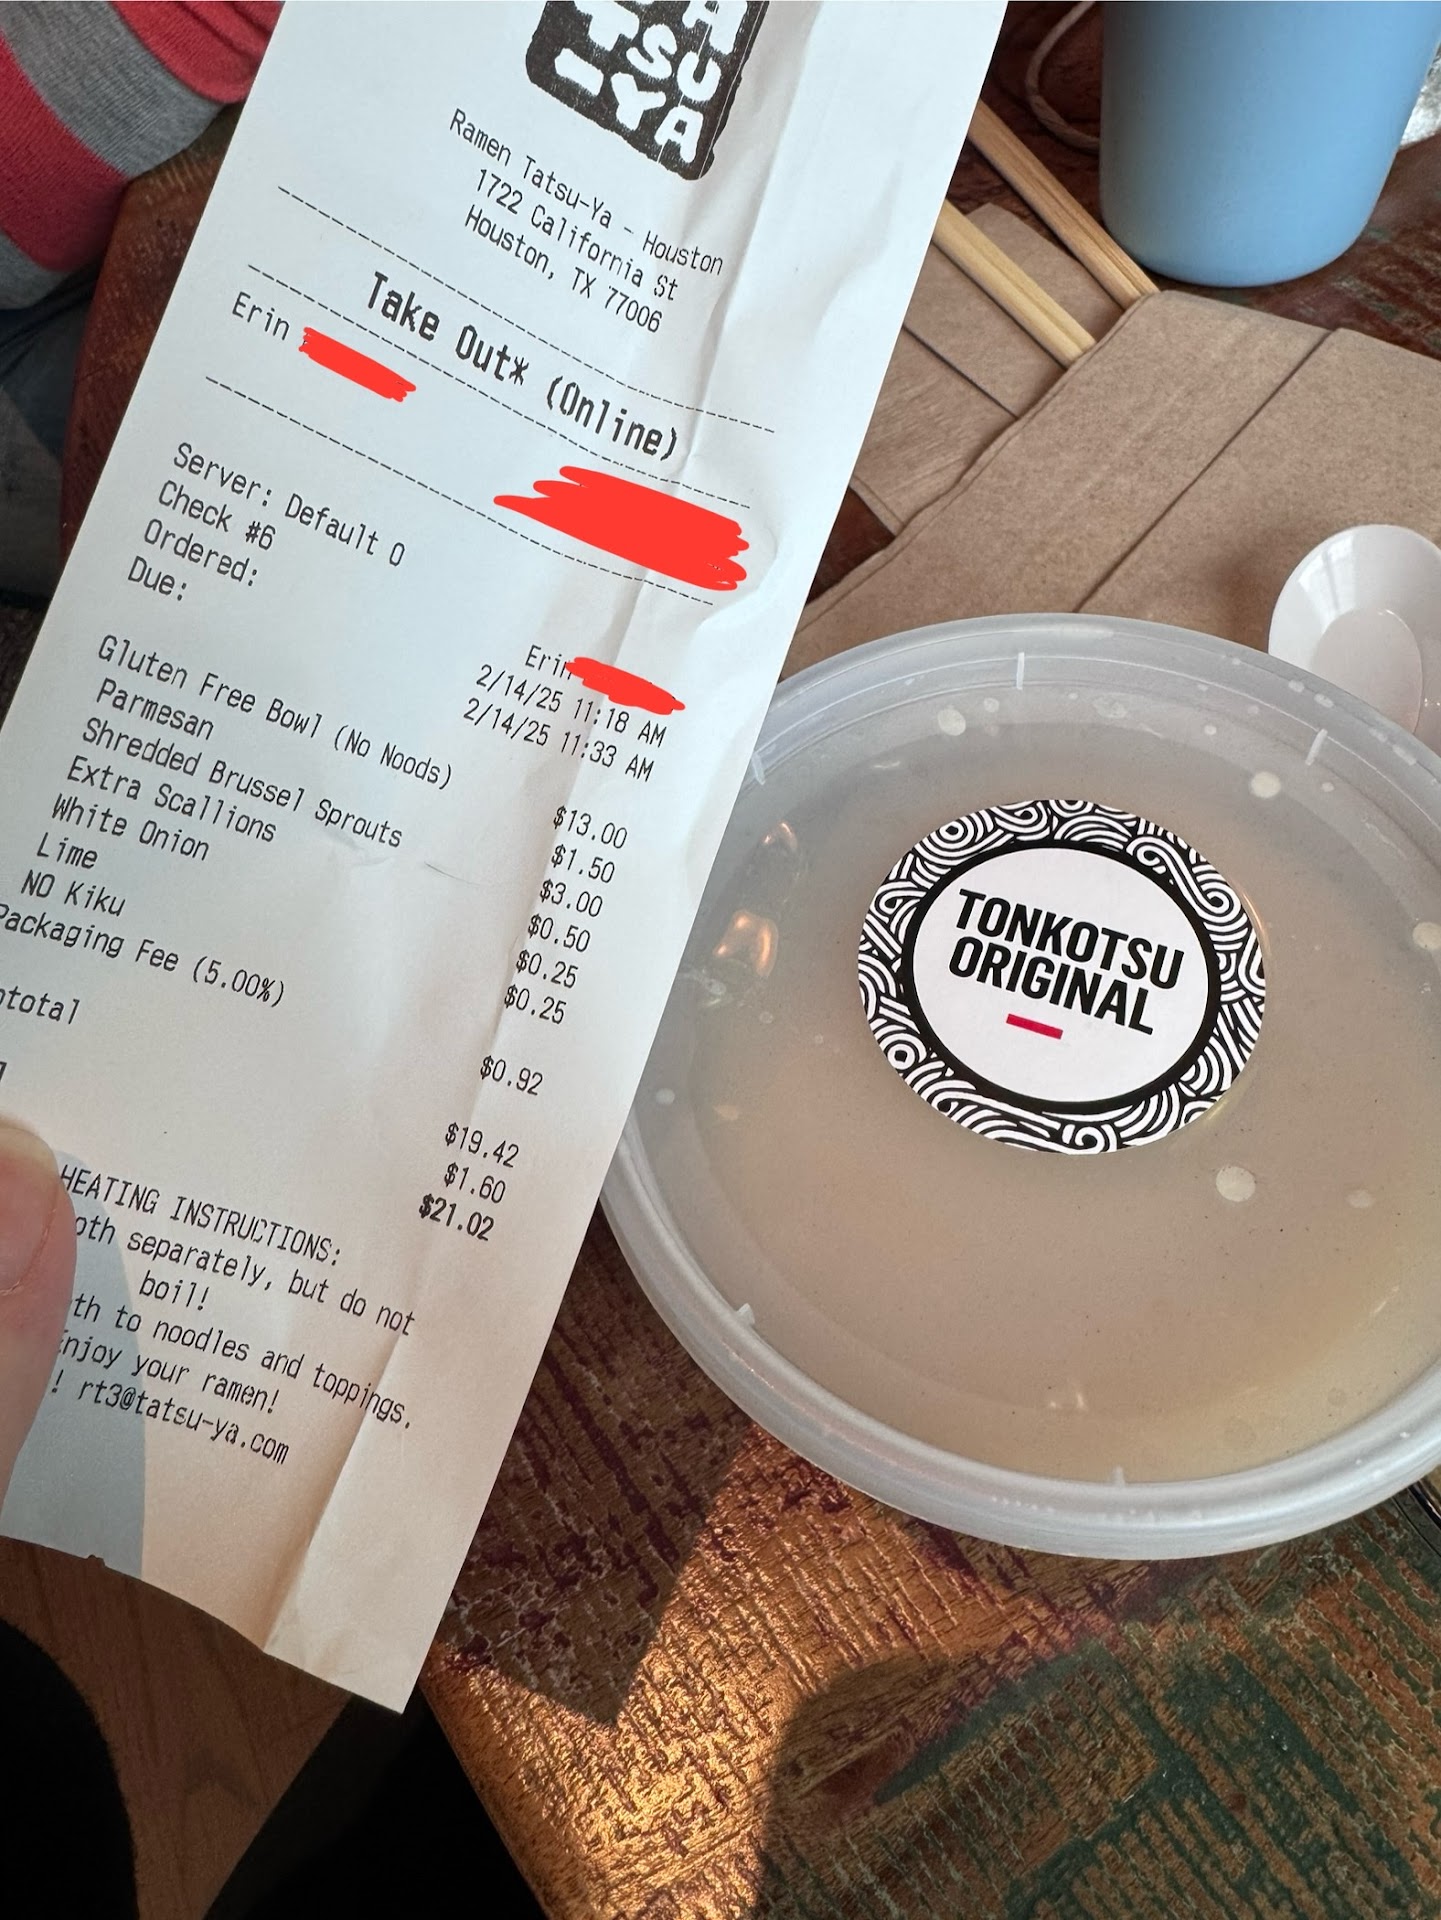 TSU
-YA
Ramen Tatsu-Ya - Houston
1722 California St
Houston, TX 77006
Take Out* (Online)
Erin
Server: Default O
Check #6
Erin
Ordered: 2/14/25 11:18 AM
Due: 2/14/25 11:33 AM
Gluten Free Bowl (No Noods) $13.00
Parmesan $1.50
Shredded Brussel Sprouts $3.00
Extra Scallions $0.50
White Onion $0.25
Lime $0.25
NO Kiku
Packaging Fee (5.00%) $0.92
$19.42
$1.60
$21.02
HEATING INSTRUCTIONS:
separately, but do not
boil!
to noodles and toppings.
Enjoy your ramen!
! rt3@tatsu-ya.com
TONKOTSU
ORIGINAL